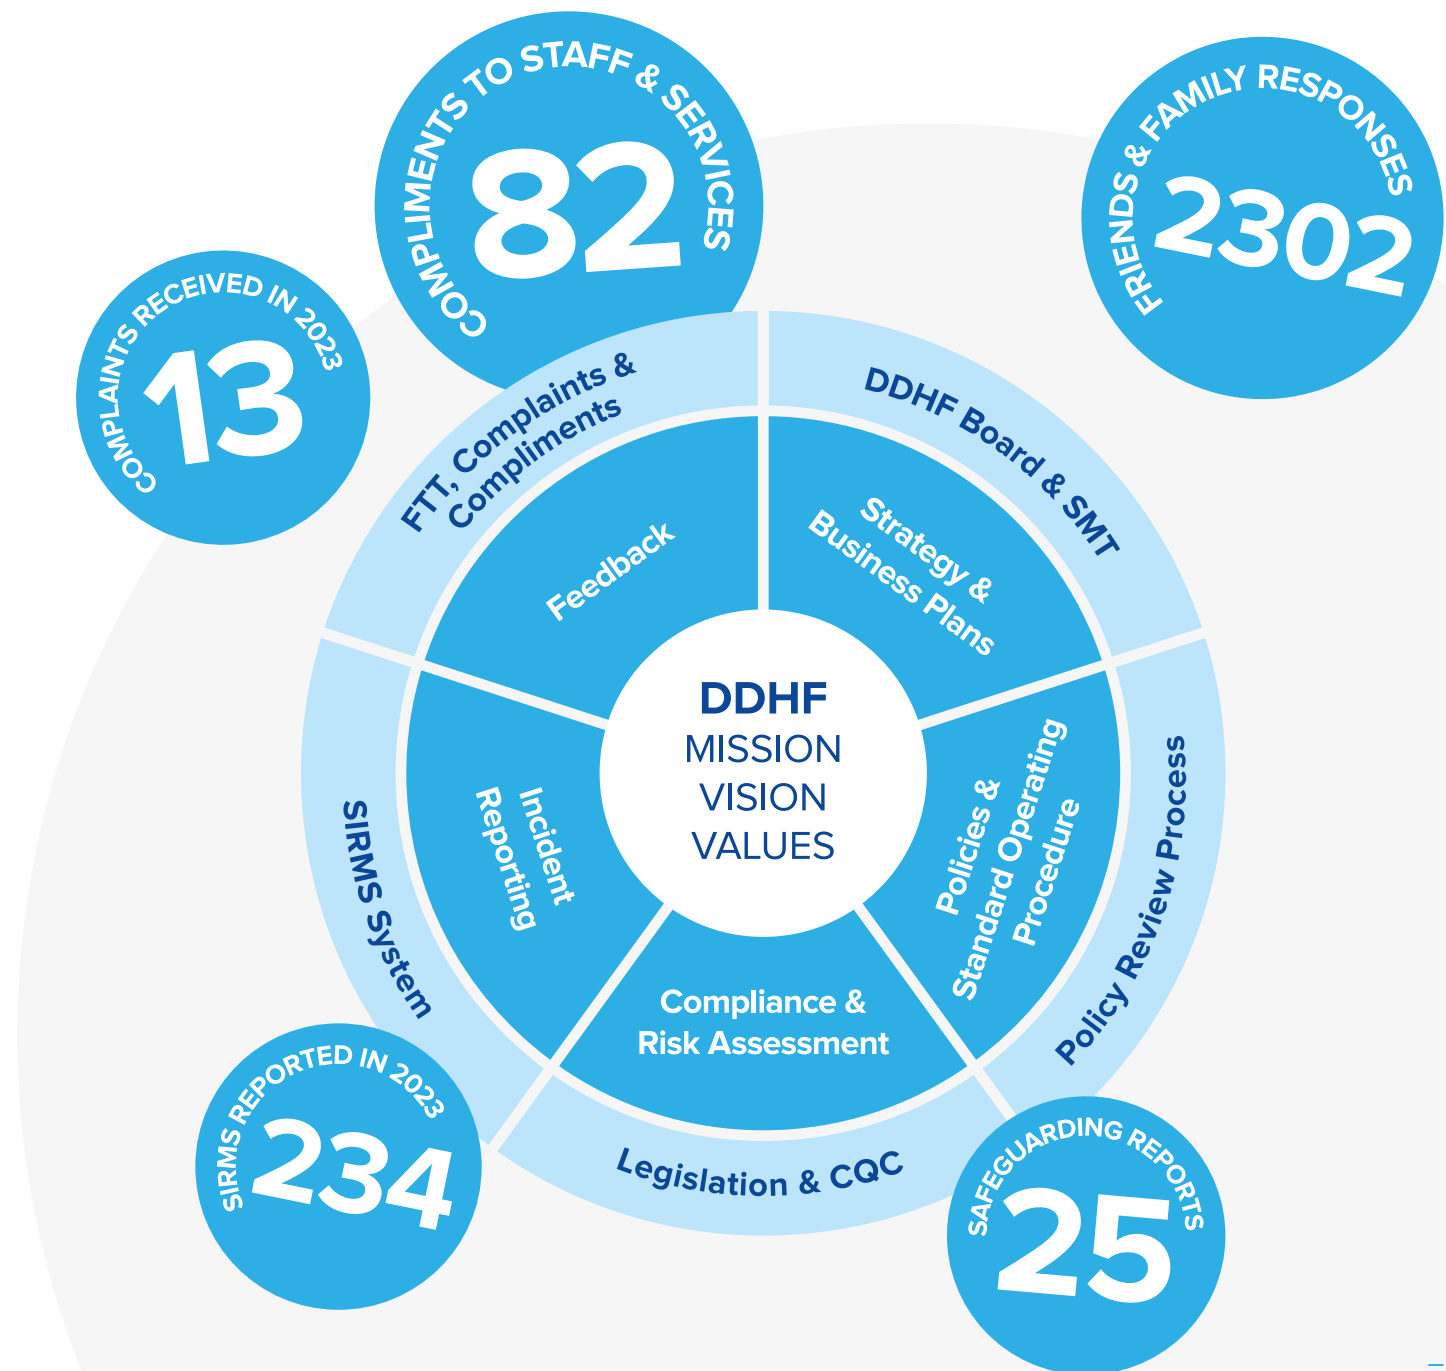 COMPLIMENTS TO STAFF & SERVICES
82
FRIENDS & FAMILY RESPONSES
2302
COMPLAINTS RECEIVED IN 2023
13
FTT, Complaints &
Compliments
DDHF Board & SMT
Feedback
Strategy &
Business Plans
DDHF
MISSION
VISION
VALUES
Incident
Reporting
Policies &
Standard Operating
Procedure
SIRMS System
Policy Review Process
Compliance &
Risk Assessment
Legislation & CQC
SIRMS REPORTED IN 2023
234
SAFEGUARDING REPORTS
25